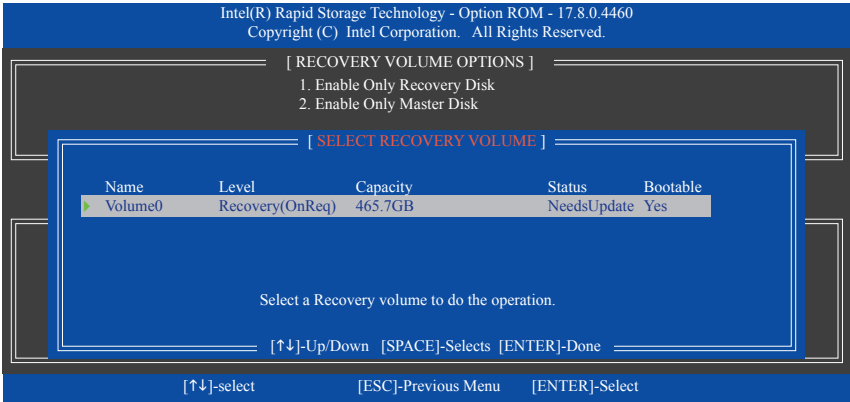 Intel(R) Rapid Storage Technology - Option ROM - 17.8.0.4460
Copyright (C) Intel Corporation. All Rights Reserved.
[ RECOVERY VOLUME OPTIONS ]
1. Enable Only Recovery Disk
2. Enable Only Master Disk
[ SELECT RECOVERY VOLUME ]
Name Level Capacity Status Bootable
Volume0 Recovery(OnReq) 465.7GB NeedsUpdate Yes
Select a Recovery volume to do the operation.
[↑↓]-Up/Down [SPACE]-Selects [ENTER]-Done
[↑↓]-select [ESC]-Previous Menu [ENTER]-Select